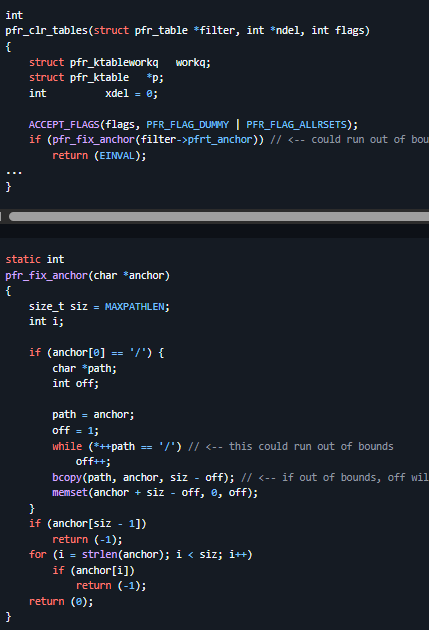 int
pfr_clr_tables(struct pfr_table *filter, int *ndel, int flags)
{
    struct pfr_ktableworkq   workq;
    struct pfr_ktable   *p;
    int          xdel = 0;

    ACCEPT_FLAGS(flags, PFR_FLAG_DUMMY | PFR_FLAG_ALLRSETS);
    if (pfr_fix_anchor(filter->pfrt_anchor)) // <-- could run out of bou
        return (EINVAL);
...
}

static int
pfr_fix_anchor(char *anchor)
{
    size_t siz = MAXPATHLEN;
    int i;

    if (anchor[0] == '/') {
        char *path;
        int off;

        path = anchor;
        off = 1;
        while (*++path == '/') // <-- this could run out of bounds
            off++;
        bcopy(path, anchor, siz - off); // <-- if out of bounds, off wil
        memset(anchor + siz - off, 0, off);
    }
    if (anchor[siz - 1])
        return (-1);
    for (i = strlen(anchor); i < siz; i++)
        if (anchor[i])
            return (-1);
    return (0);
}